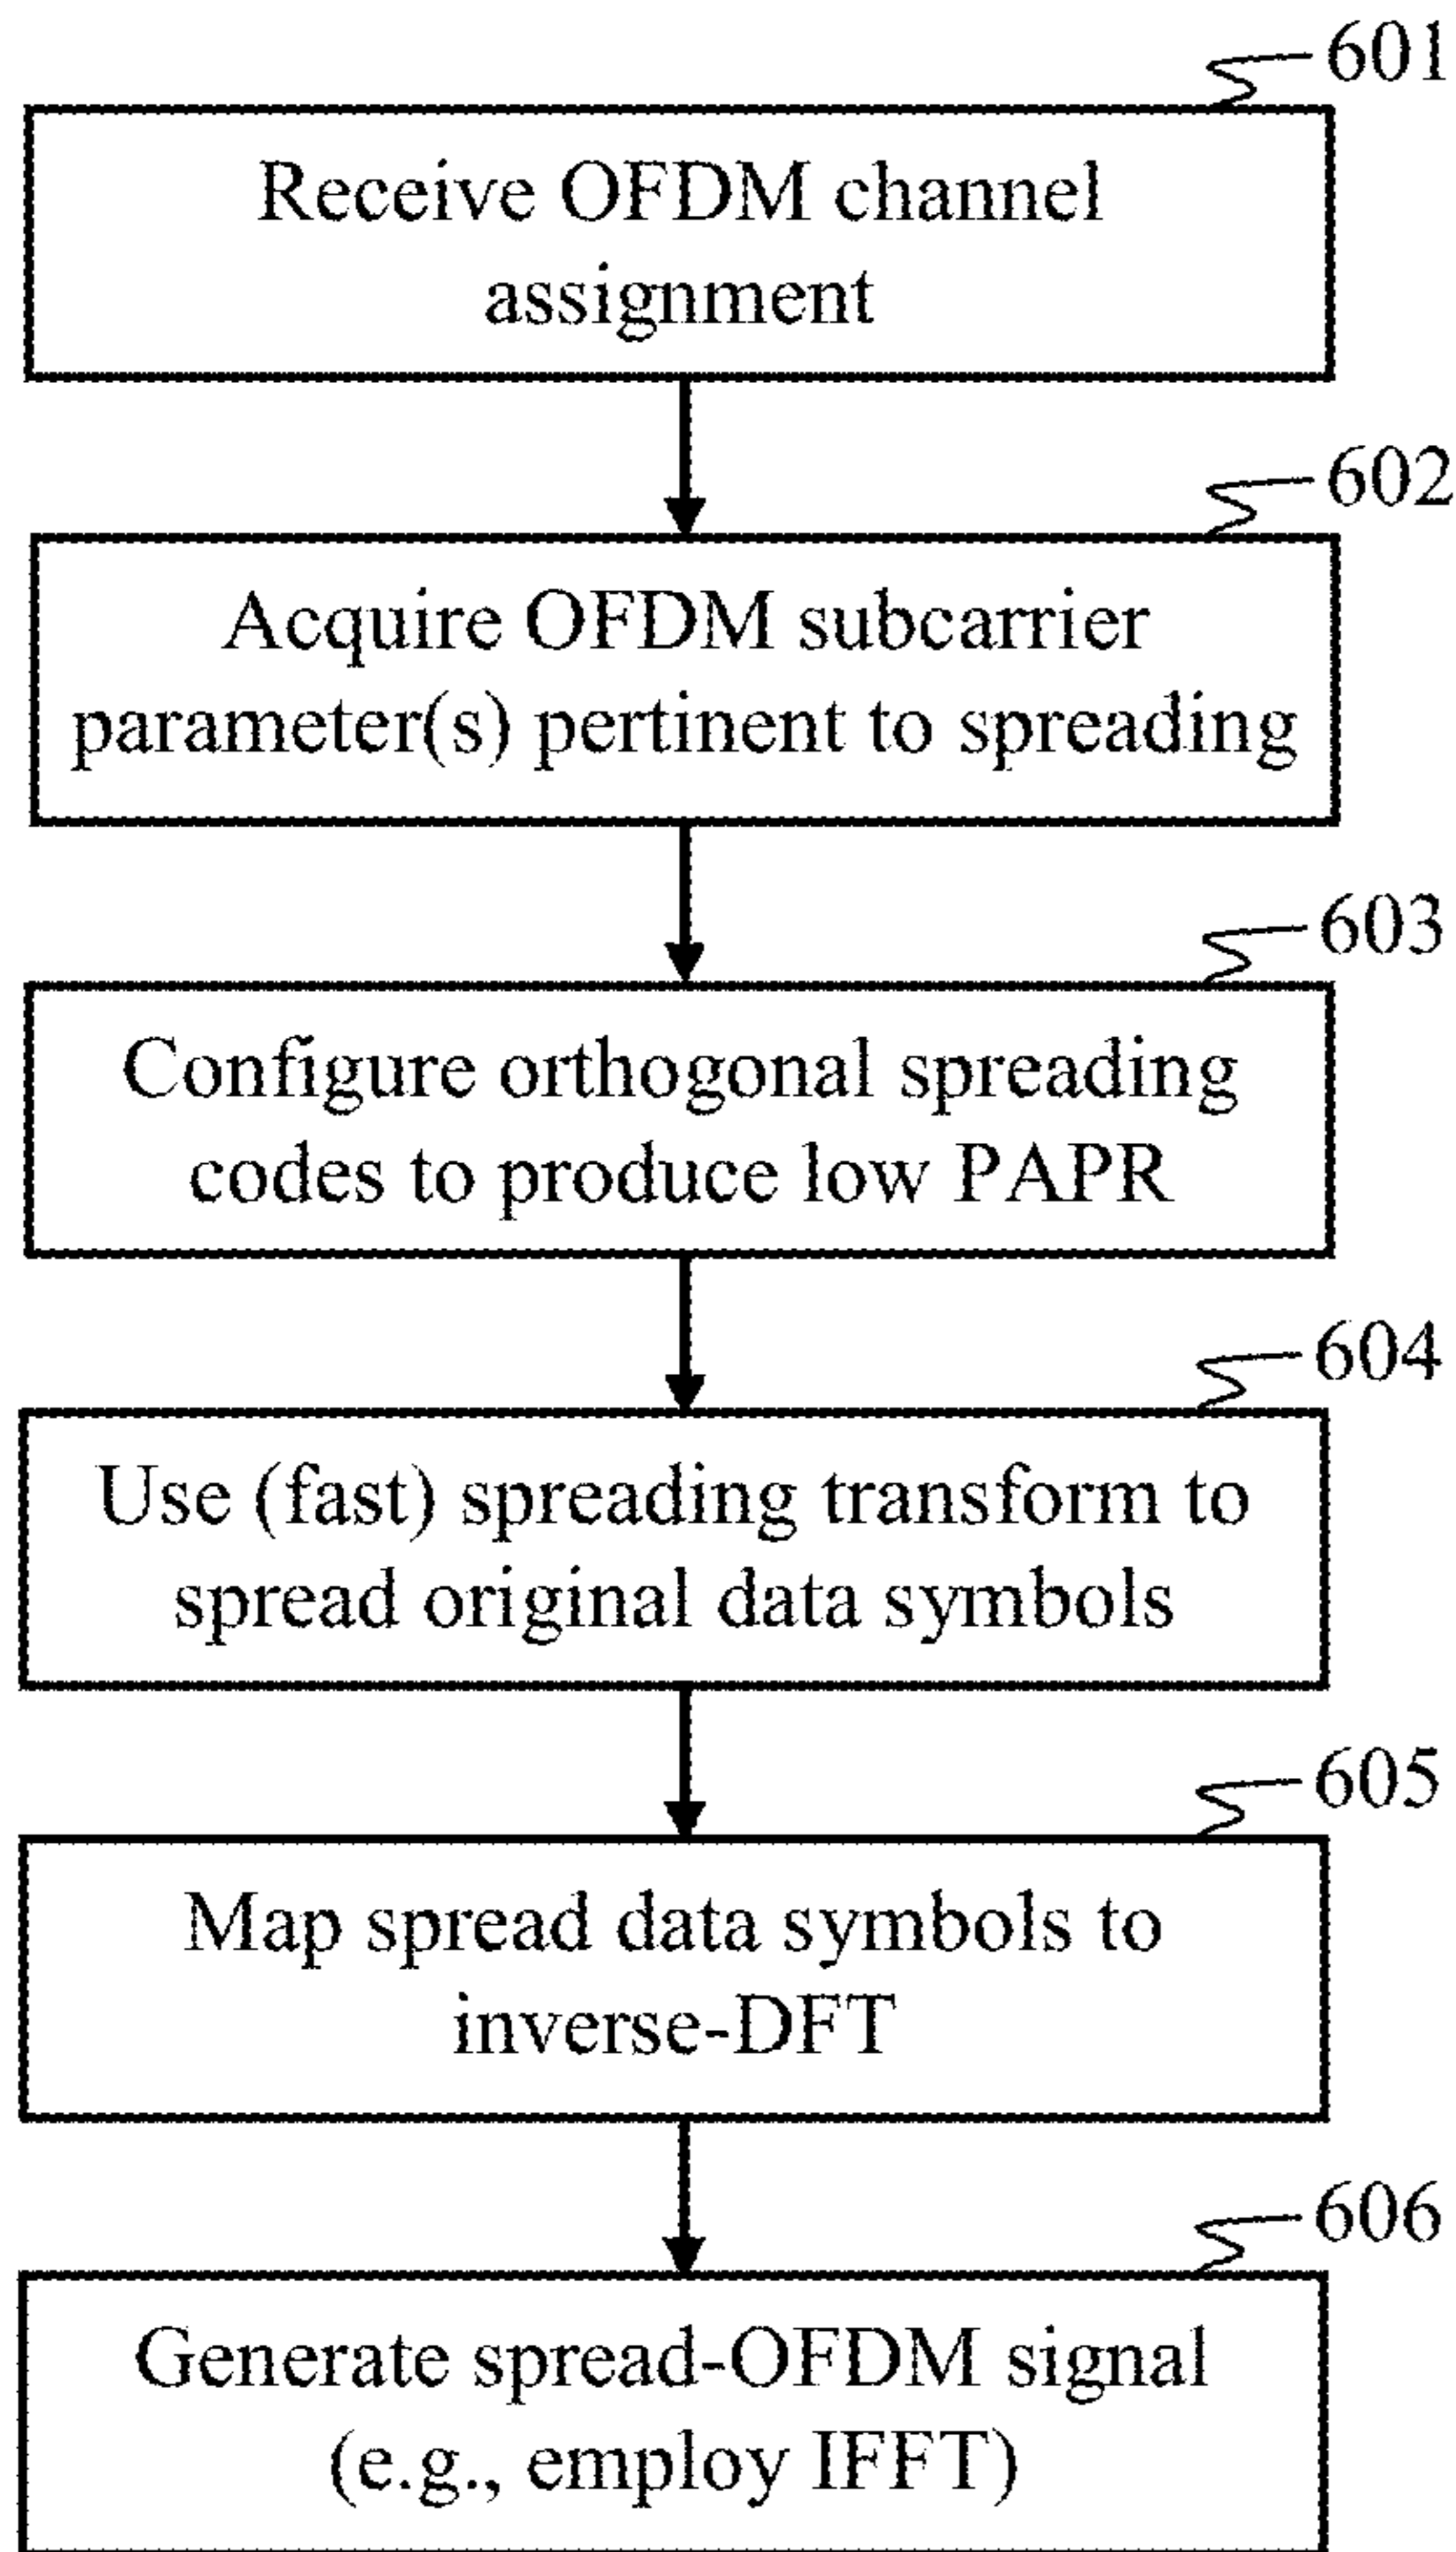 601
Receive OFDM channel
assignment
602
Acquire OFDM subcarrier
parameter(s) pertinent to spreading
603
Configure orthogonal spreading
codes to produce low PAPR
604
Use (fast) spreading transform to
spread original data symbols
605
Map spread data symbols to
inverse-DFT
606
Generate spread-OFDM signal
(e.g., employ IFFT)